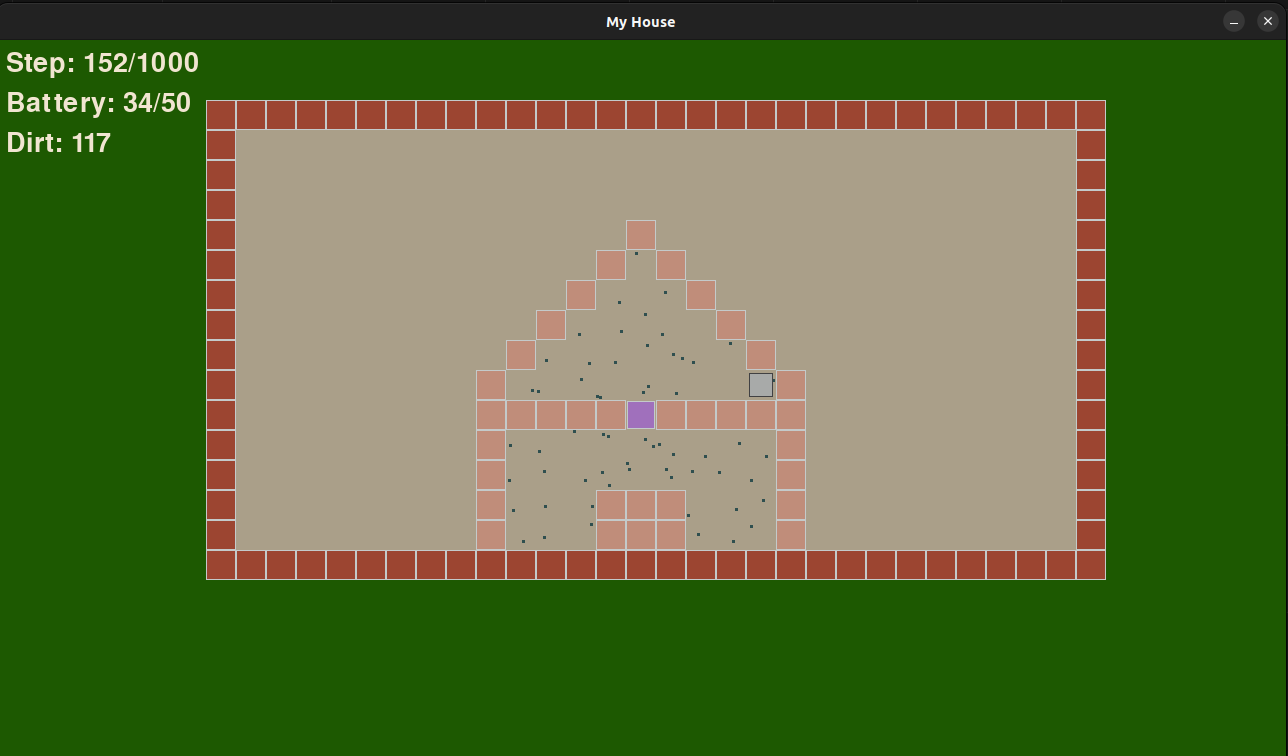 My House
Step: 152/1000
Battery: 34/50
Dirt: 117